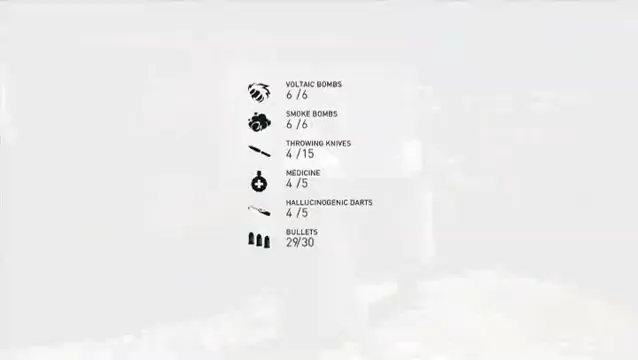 VOLTAIC BOMBS
6 /6
SMOKE BOMBS
6 /6
THROWING KNIVES
4 /15
MEDICINE
4 /5
HALLUCINOGENIC DARTS
4 /5
BULLETS
29/30